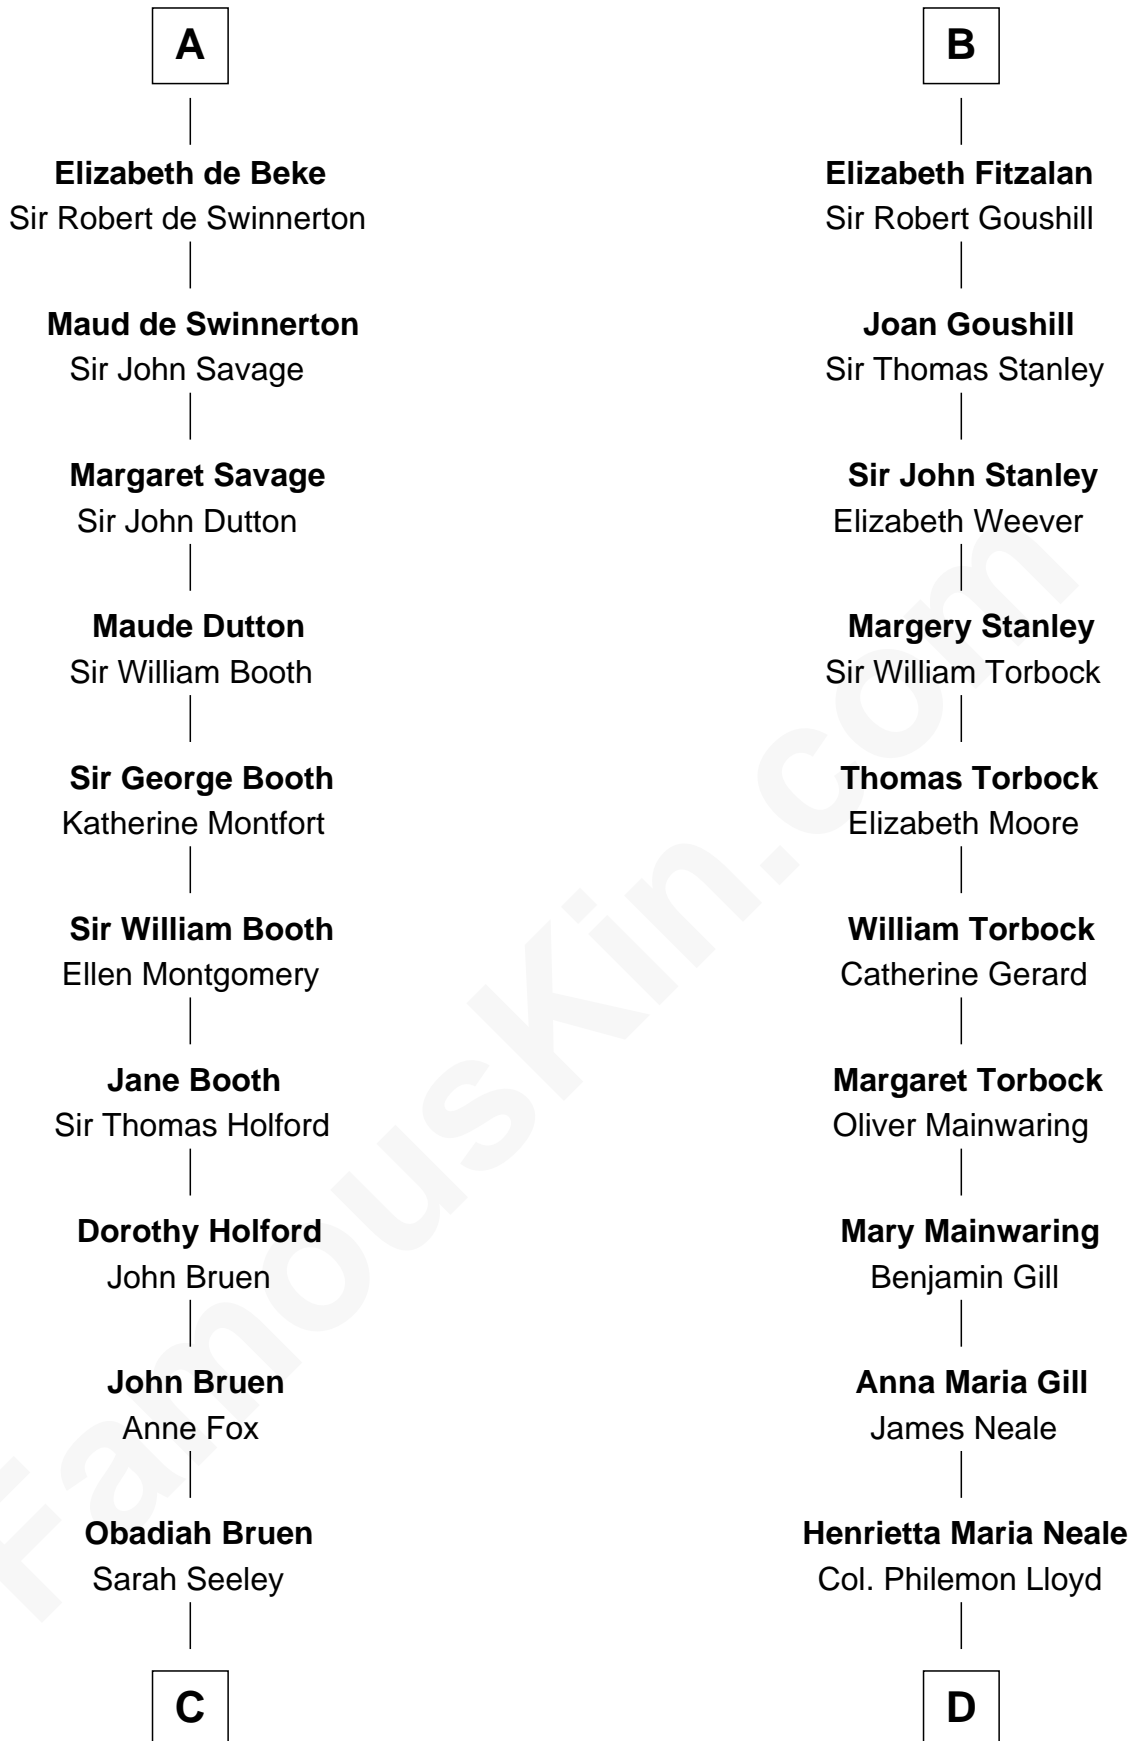 A
Elizabeth de Beke
Sir Robert de Swinnerton
Maud de Swinnerton
Sir John Savage
Margaret Savage
Sir John Dutton
Maude Dutton
Sir William Booth
Sir George Booth
Katherine Montfort
Sir William Booth
Ellen Montgomery
Jane Booth
Sir Thomas Holford
Dorothy Holford
John Bruen
John Bruen
Anne Fox
Obadiah Bruen
Sarah Seeley
C
B
Elizabeth Fitzalan
Sir Robert Goushill
Joan Goushill
Sir Thomas Stanley
Sir John Stanley
Elizabeth Weever
Margery Stanley
Sir William Torbock
Thomas Torbock
Elizabeth Moore
William Torbock
Catherine Gerard
Margaret Torbock
Oliver Mainwaring
Mary Mainwaring
Benjamin Gill
Anna Maria Gill
James Neale
Henrietta Maria Neale
Col. Philemon Lloyd
D
FamousKin.com